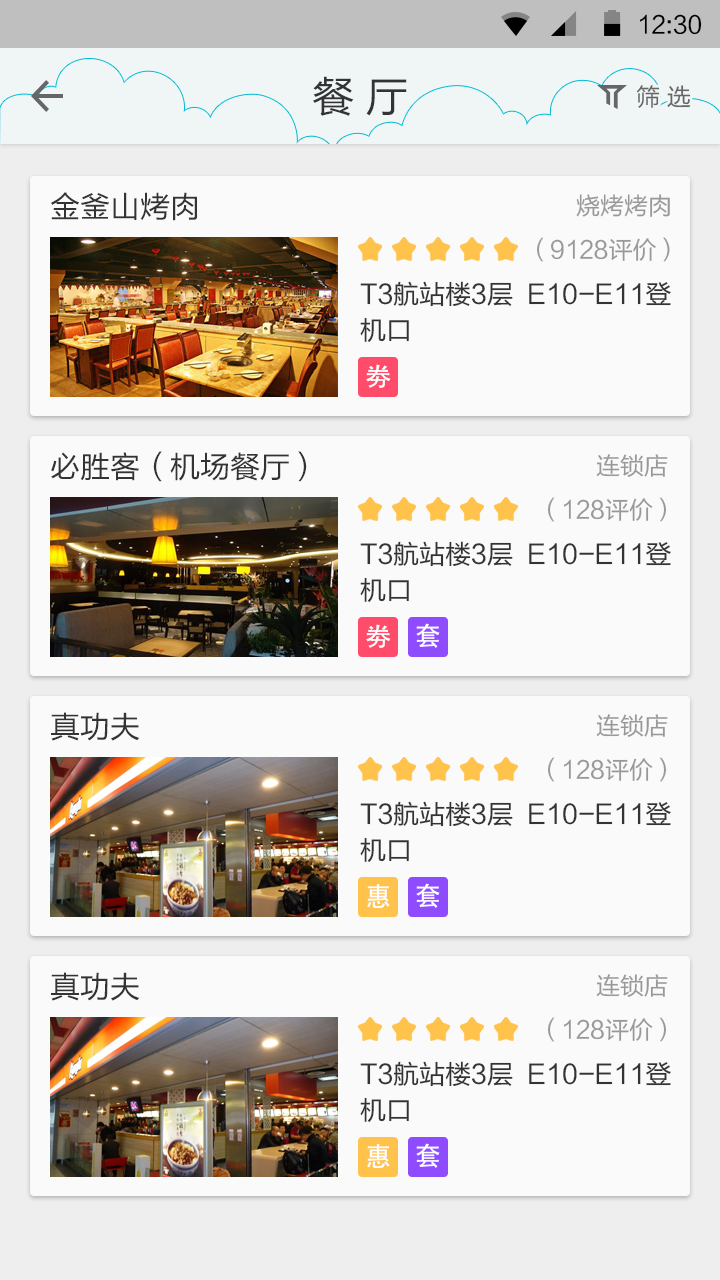 12:30
餐厅
筛选
金釜山烤肉
烧烤烤肉
（9128评价）
T3航站楼3层 E10-E11登
机口
劵
必胜客（机场餐厅）
连锁店
（128评价）
T3航站楼3层 E10-E11登
机口
劵 套
真功夫
连锁店
（128评价）
T3航站楼3层 E10-E11登
机口
惠 套
真功夫
连锁店
（128评价）
T3航站楼3层 E10-E11登
机口
惠 套